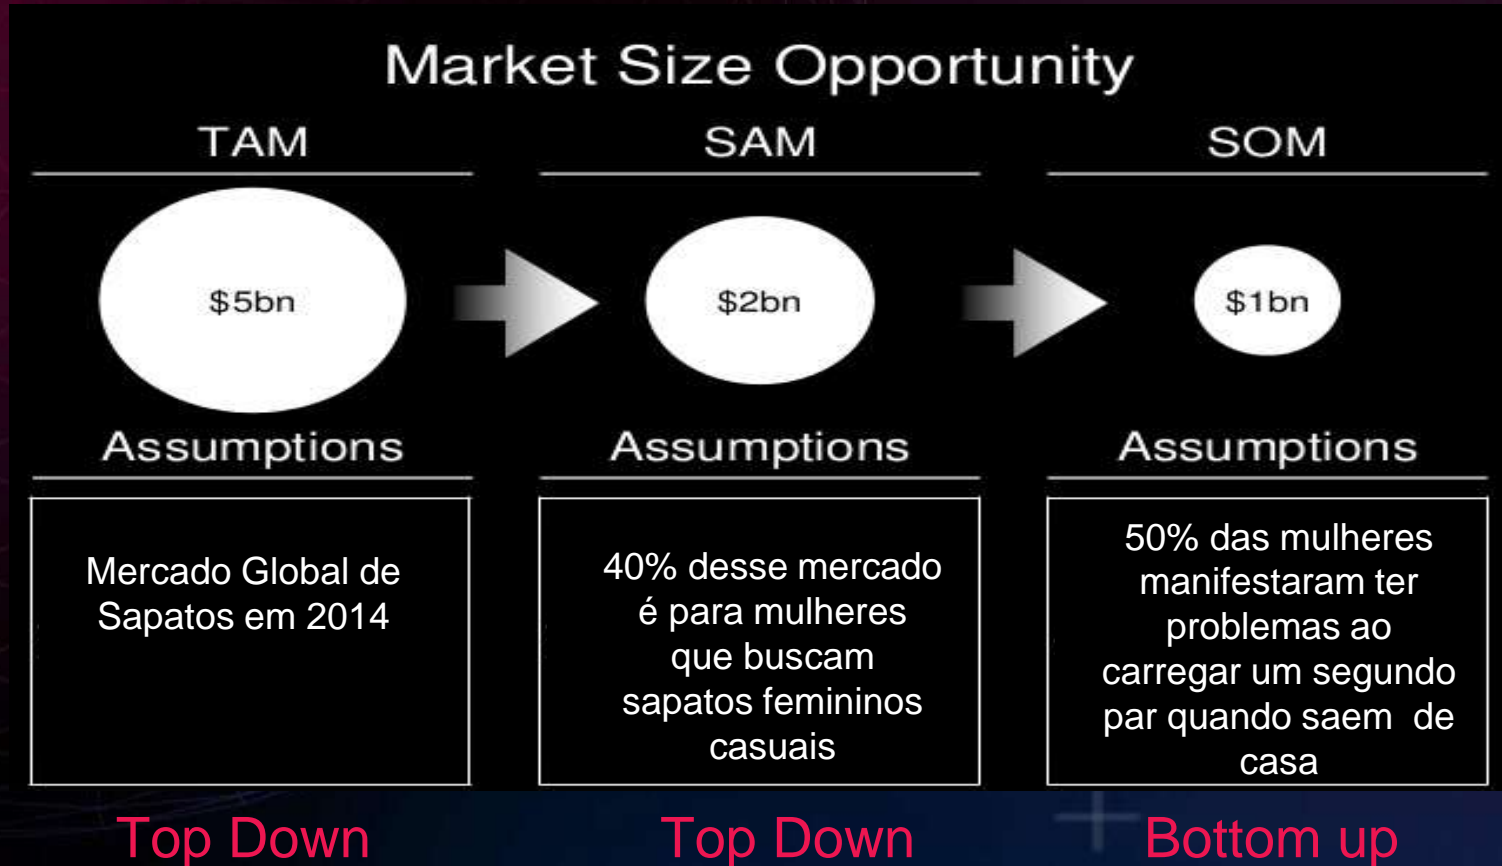 Market Size Opportunity
TAM
SAM
SOM
$5bn
$2bn
$1bn
Assumptions
Assumptions
Assumptions
Mercado Global de
Sapatos em 2014
40% desse mercado
é para mulheres
que buscam
sapatos femininos
casuais
50% das mulheres
manifestaram ter
problemas ao
carregar um segundo
par quando saem de
casa
Top Down
Top Down
Bottom up